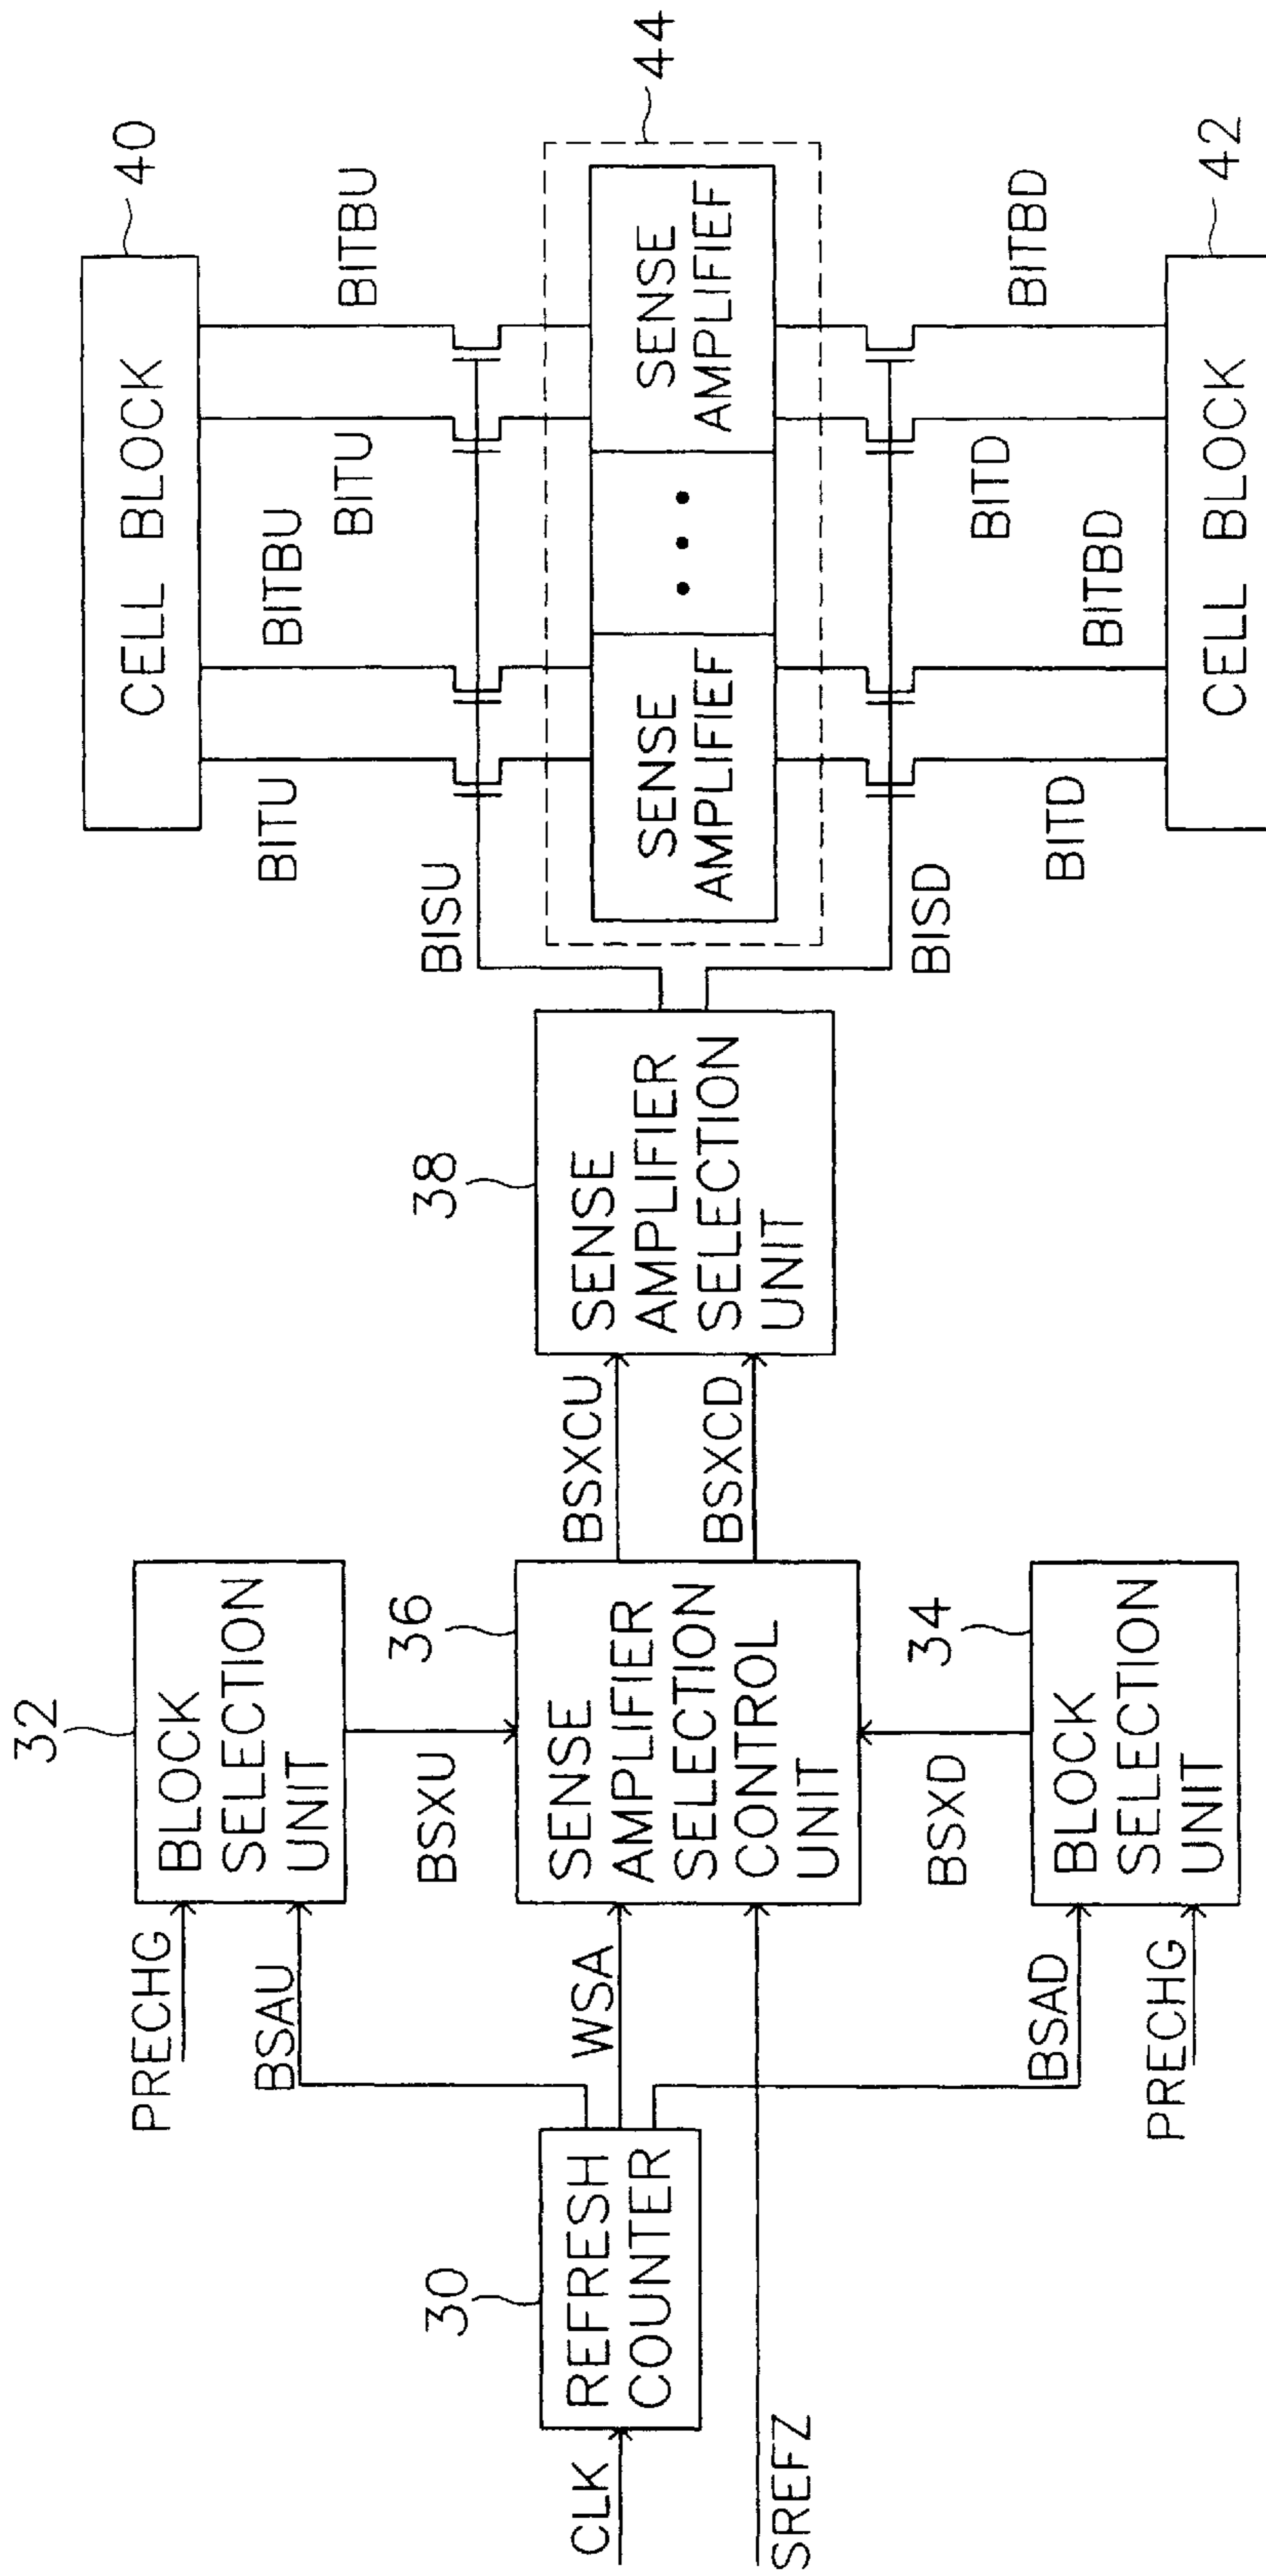 CLK
SREFZ
30
REFRESH
COUNTER
PRECHG
BSAU
WSA
BSAD
PRECHG
32
BLOCK
SELECTION
UNIT
BSXU
36
SENSE
AMPLIFIER
SELECTION
CONTROL
UNIT
BSXD
34
BLOCK
SELECTION
UNIT
BSXCU
BSXCD
38
SENSE
AMPLIFIER
SELECTION
UNIT
BISU
BISD
40
CELL BLOCK
BITU
BITBU
BITU
BITBU
44
SENSE
AMPLIFIEF
SENSE
AMPLIFIEF
BITD
BITBD
BITD
BITBD
42
CELL BLOCK